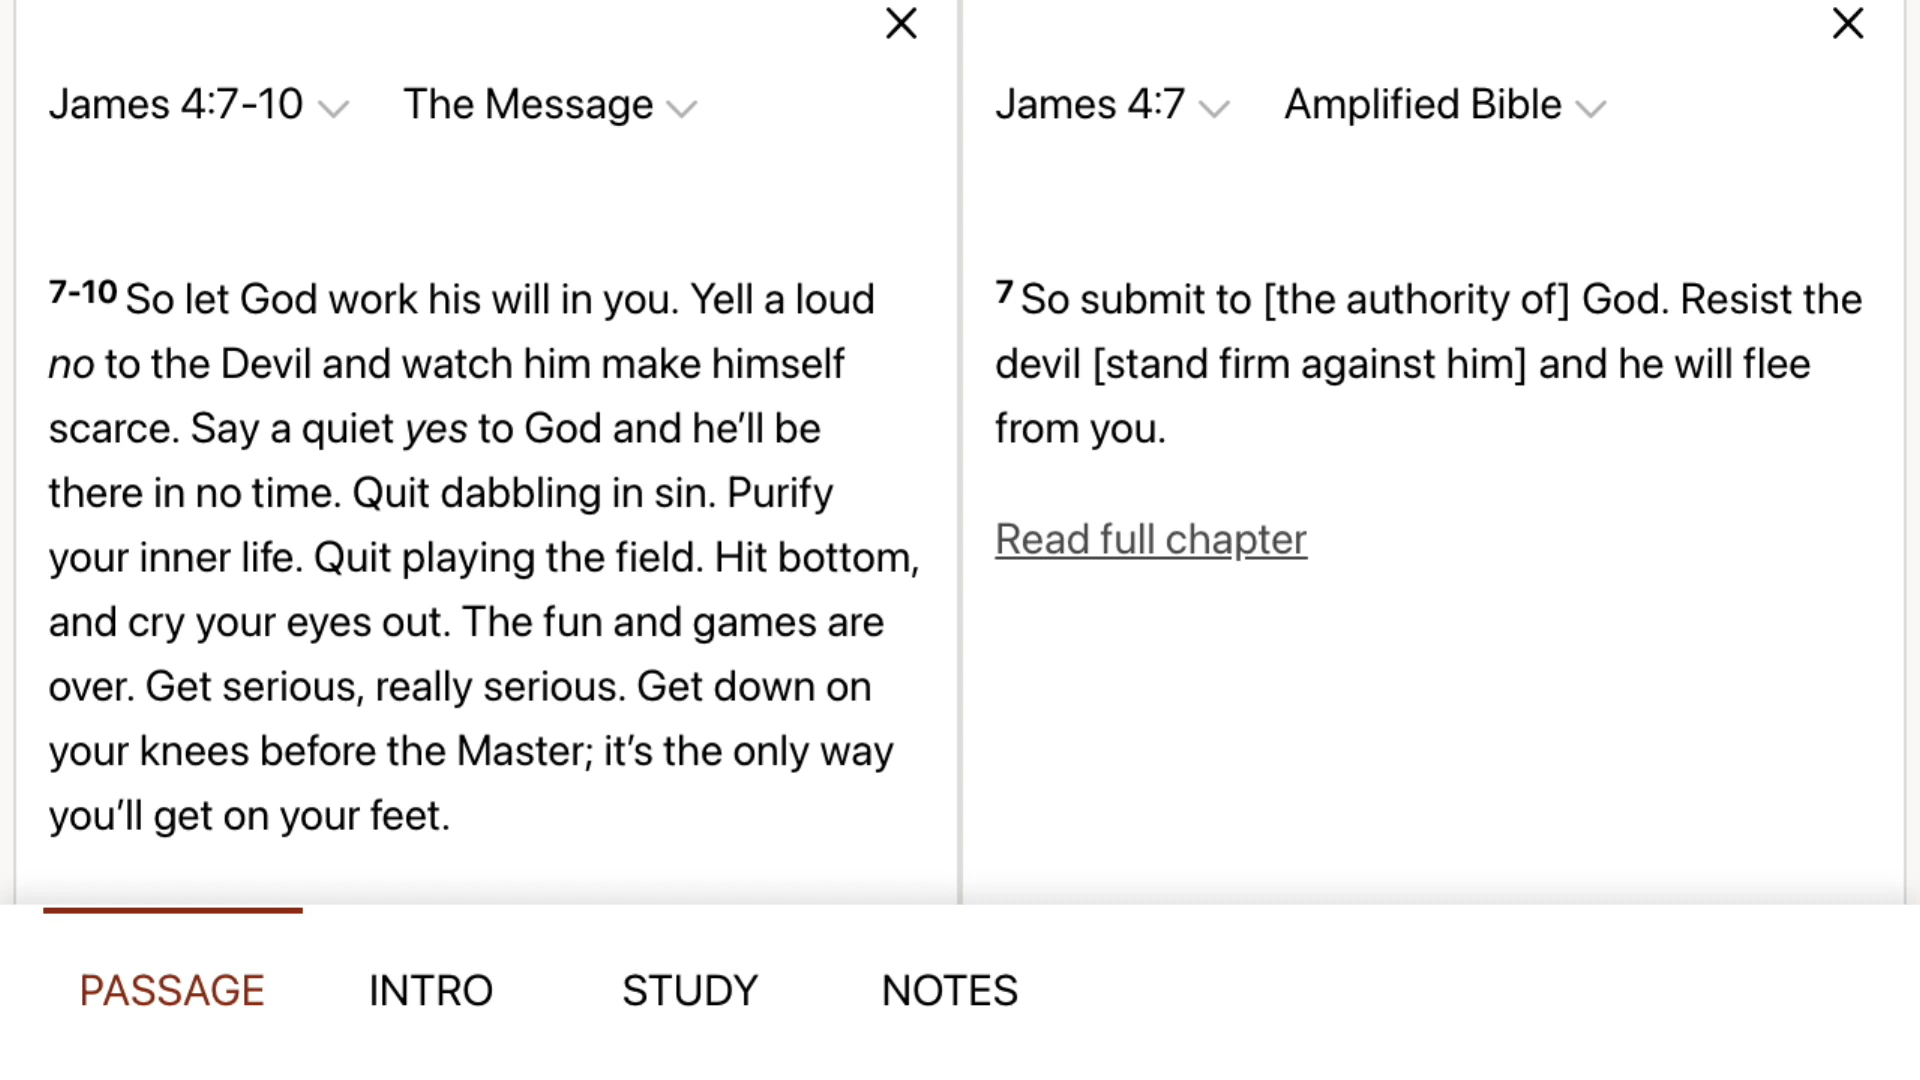 James 4:7-10 The Message
7-10 So let God work his will in you. Yell a loud
no to the Devil and watch him make himself
scarce. Say a quiet yes to God and he’ll be
there in no time. Quit dabbling in sin. Purify
your inner life. Quit playing the field. Hit bottom,
and cry your eyes out. The fun and games are
over. Get serious, really serious. Get down on
your knees before the Master; it’s the only way
you’ll get on your feet.
James 4:7 Amplified Bible
7 So submit to [the authority of] God. Resist the
devil [stand firm against him] and he will flee
from you.
Read full chapter
PASSAGE INTRO STUDY NOTES